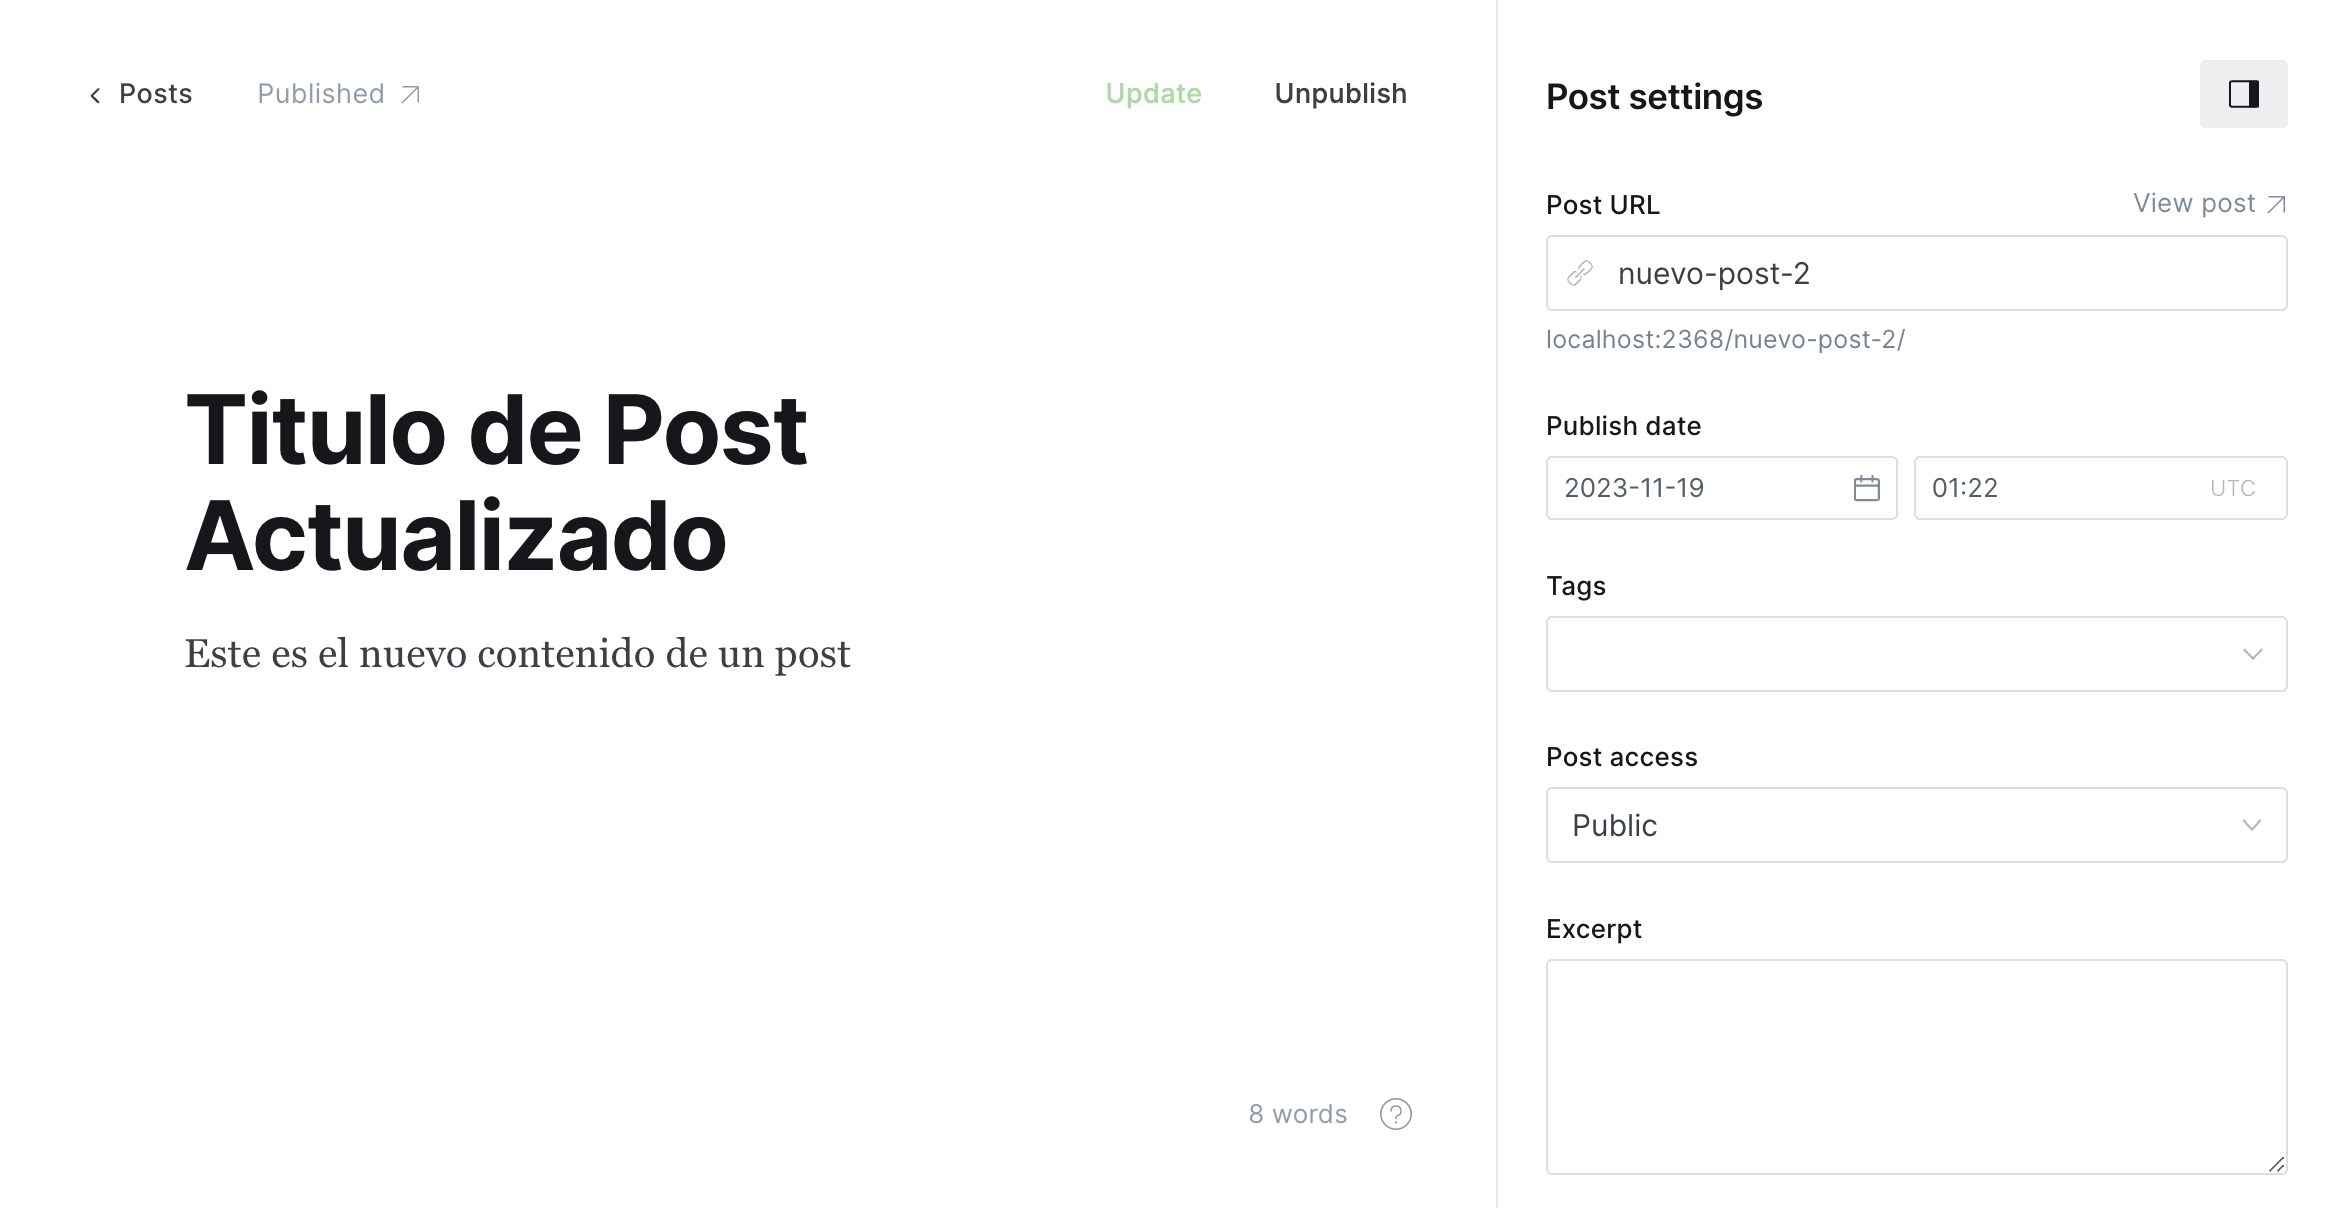 Posts
Published
Update
Unpublish
Titulo de Post
Actualizado
Este es el nuevo contenido de un post
8 words
?
Post settings
Post URL
View post
nuevo-post-2
localhost:2368/nuevo-post-2/
Publish date
2023-11-19
01:22
UTC
Tags
Post access
Public
Excerpt